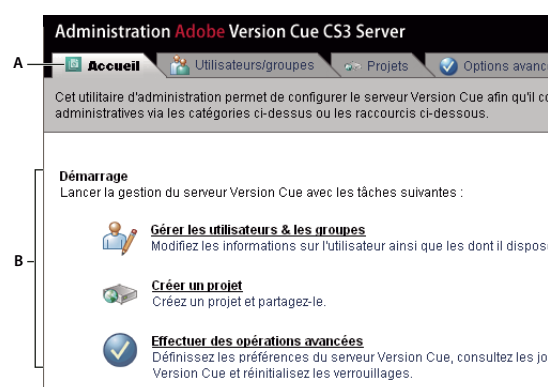 Administration Adobe Version Cue CS3 Server
A
Accueil Utilisateurs/groupes Projets Options avanc
Cet utilitaire d'administration permet de configurer le serveur Version Cue afin qu'il co
administratives via les catégories ci-dessus ou les raccourcis ci-dessous.
Démarrage
Lancer la gestion du serveur Version Cue avec les tâches suivantes :
Gérer les utilisateurs & les groupes
Modifiez les informations sur l'utilisateur ainsi que les dont il dispos
B
Créer un projet
Créez un projet et partagez-le.
Effectuer des opérations avancées
Définissez les préférences du serveur Version Cue, consultez les jo
Version Cue et réinitialisez les verrouillages.